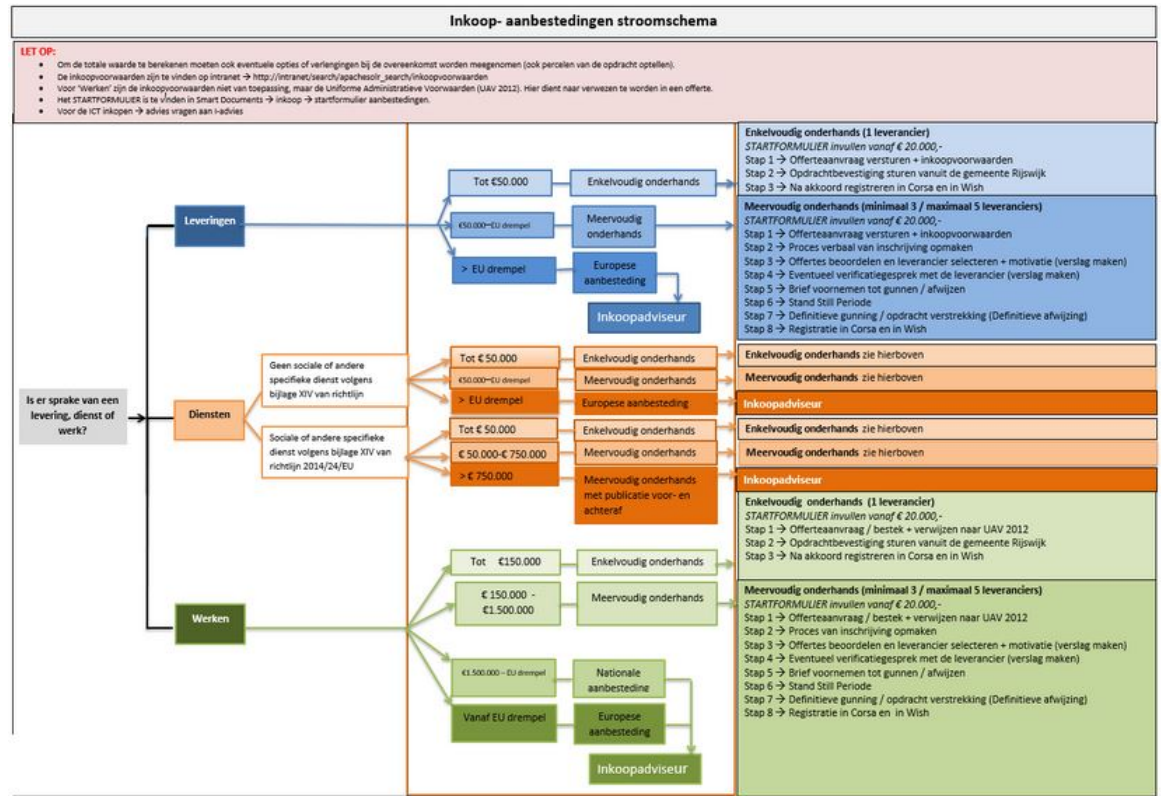 Inkoop- aanbestedingen stroomschema
LET OP:
Om de totale waarde te berekenen moeten ook eventuele opties of verlengingen bij de overeenkomst worden meegenomen (ook percelen van de opdracht optellen).
De inkoopvoorwaarden zijn te vinden op intranet → http://intranet/search/apachesolr_search/inkoopvoorwaarden
Voor 'Werken' zijn de inkoopvoorwaarden niet van toepassing, maar de Uniforme Administratieve Voorwaarden (UAV 2012). Hier dient naar verwezen te worden in een offerte.
Het STARTFORMULIER is te vinden in Smart Documents → inkoop → startformulier aanbestedingen.
Voor de ICT inkopen → advies vragen aan I-advies
Is er sprake van een
levering, dienst of
werk?
Leveringen
Tot €50.000
Enkelvoudig onderhands
€50.000–EU drempel
Meervoudig
onderhands
> EU drempel
Europese
aanbesteding
Inkoopadviseur
Enkelvoudig onderhands (1 leverancier)
STARTFORMULIER invullen vanaf € 20.000,-
Stap 1 → Offerteaanvraag versturen + inkoopvoorwaarden
Stap 2 → Opdrachtbevestiging sturen vanuit de gemeente Rijswijk
Stap 3 → Na akkoord registreren in Corsa en in Wish
Meervoudig onderhands (minimaal 3 / maximaal 5 leveranciers)
STARTFORMULIER invullen vanaf € 20.000,-
Stap 1 → Offerteaanvraag versturen + inkoopvoorwaarden
Stap 2 → Proces verbaal van inschrijving opmaken
Stap 3 → Offertes beoordelen en leverancier selecteren + motivatie (verslag maken)
Stap 4 → Eventueel verificatiegesprek met de leverancier (verslag maken)
Stap 5 → Brief voornemen tot gunnen / afwijzen
Stap 6 → Stand Still Periode
Stap 7 → Definitieve gunning / opdracht verstrekking (Definitieve afwijzing)
Stap 8 → Registratie in Corsa en in Wish
Diensten
Geen sociale of andere
specifieke dienst volgens
bijlage XIV van richtlijn
Tot € 50.000
Enkelvoudig onderhands
Enkelvoudig onderhands zie hierboven
€50.000–EU drempel
Meervoudig onderhands
Meervoudig onderhands zie hierboven
> EU drempel
Europese aanbesteding
Inkoopadviseur
Sociale of andere specifieke
dienst volgens bijlage XIV van
richtlijn 2014/24/EU
Tot € 50.000
Enkelvoudig onderhands
Enkelvoudig onderhands zie hierboven
€ 50.000-€ 750.000
Meervoudig onderhands
Meervoudig onderhands zie hierboven
> € 750.000
Meervoudig onderhands
met publicatie voor- en
achteraf
Inkoopadviseur
Werken
Tot €150.000
Enkelvoudig onderhands
€ 150.000 -
€1.500.000
Meervoudig onderhands
€1.500.000 – EU drempel
Nationale
aanbesteding
Vanaf EU drempel
Europese
aanbesteding
Inkoopadviseur
Enkelvoudig onderhands (1 leverancier)
STARTFORMULIER invullen vanaf € 20.000,-
Stap 1 → Offerteaanvraag / bestek + verwijzen naar UAV 2012
Stap 2 → Opdrachtbevestiging sturen vanuit de gemeente Rijswijk
Stap 3 → Na akkoord registreren in Corsa en in Wish
Meervoudig onderhands (minimaal 3 / maximaal 5 leveranciers)
STARTFORMULIER invullen vanaf € 20.000,-
Stap 1 → Offerteaanvraag / bestek + verwijzen naar UAV 2012
Stap 2 → Proces van inschrijving opmaken
Stap 3 → Offertes beoordelen en leverancier selecteren + motivatie (verslag maken)
Stap 4 → Eventueel verificatiegesprek met de leverancier (verslag maken)
Stap 5 → Brief voornemen tot gunnen / afwijzen
Stap 6 → Stand Still Periode
Stap 7 → Definitieve gunning / opdracht verstrekking (Definitieve afwijzing)
Stap 8 → Registratie in Corsa en in Wish